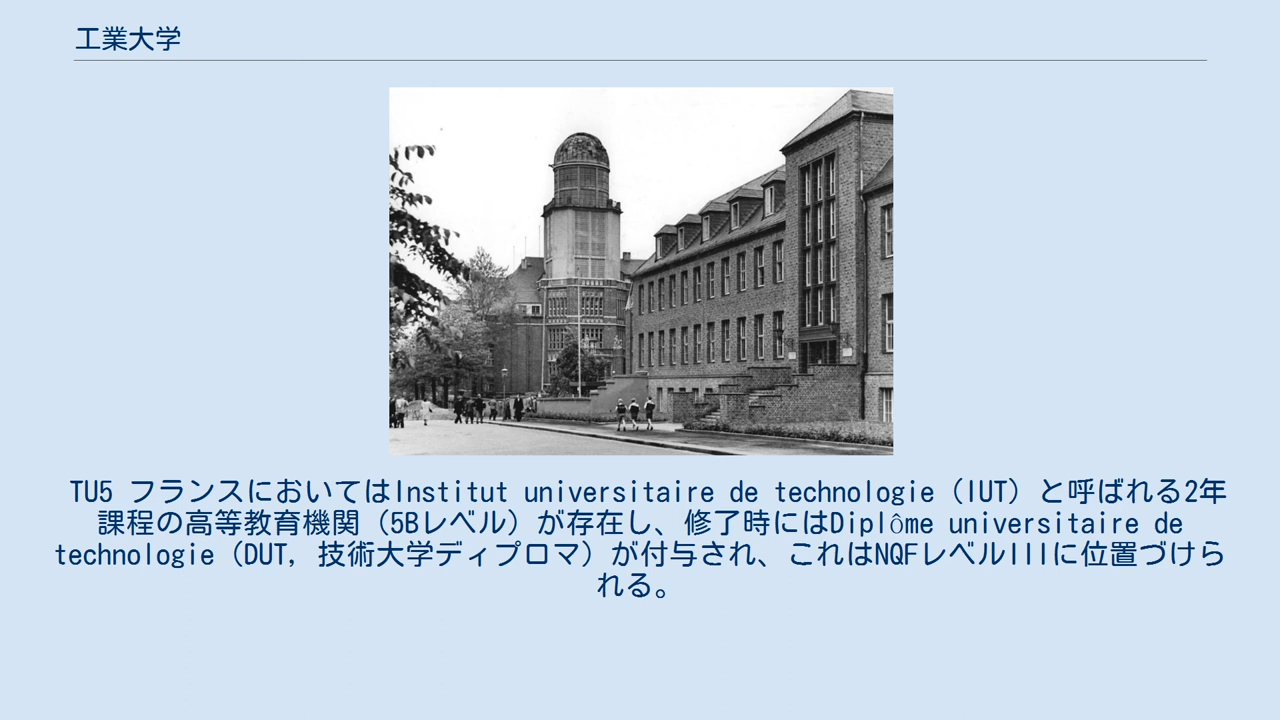 工業大学
TU5 フランスにおいてはInstitut universitaire de technologie（IUT）と呼ばれる2年
課程の高等教育機関（5Bレベル）が存在し、修了時にはDiplôme universitaire de
technologie（DUT, 技術大学ディプロマ）が付与され、これはNQFレベルIIIに位置づけら
れる。